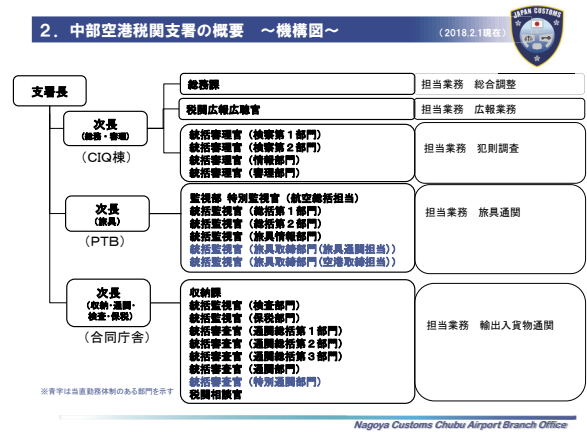 ２．中部空港税関支署の概要　～機構図～
（2018.2.1現在）
JAPAN CUSTOMS
支署長
次長
（総務・審理）
（CIQ棟）
総務課
担当業務　総合調整
税関広報広聴官
担当業務　広報業務
統括審理官（検察第１部門）
統括審理官（検察第２部門）
統括審理官（情報部門）
統括審理官（審理部門）
担当業務　犯則調査
次長
（旅具）
（PTB）
監視部 特別監視官（航空総括担当）
統括監視官（総括第１部門）
統括監視官（総括第２部門）
統括監視官（旅具情報部門）
統括監視官（旅具取締部門（旅具通関担当））
統括監視官（旅具取締部門（空港取締担当））
担当業務　旅具通関
次長
（収納・通関・
検査・保税）
（合同庁舎）
収納課
統括監視官（検査部門）
統括監視官（保税部門）
統括審査官（通関総括第１部門）
統括審査官（通関総括第２部門）
統括審査官（通関総括第３部門）
統括審査官（通関部門）
統括審査官（特別通関部門）
税関相談官
担当業務　輸出入貨物通関
※青字は当直勤務体制のある部門を示す
Nagoya Customs Chubu Airport Branch Office